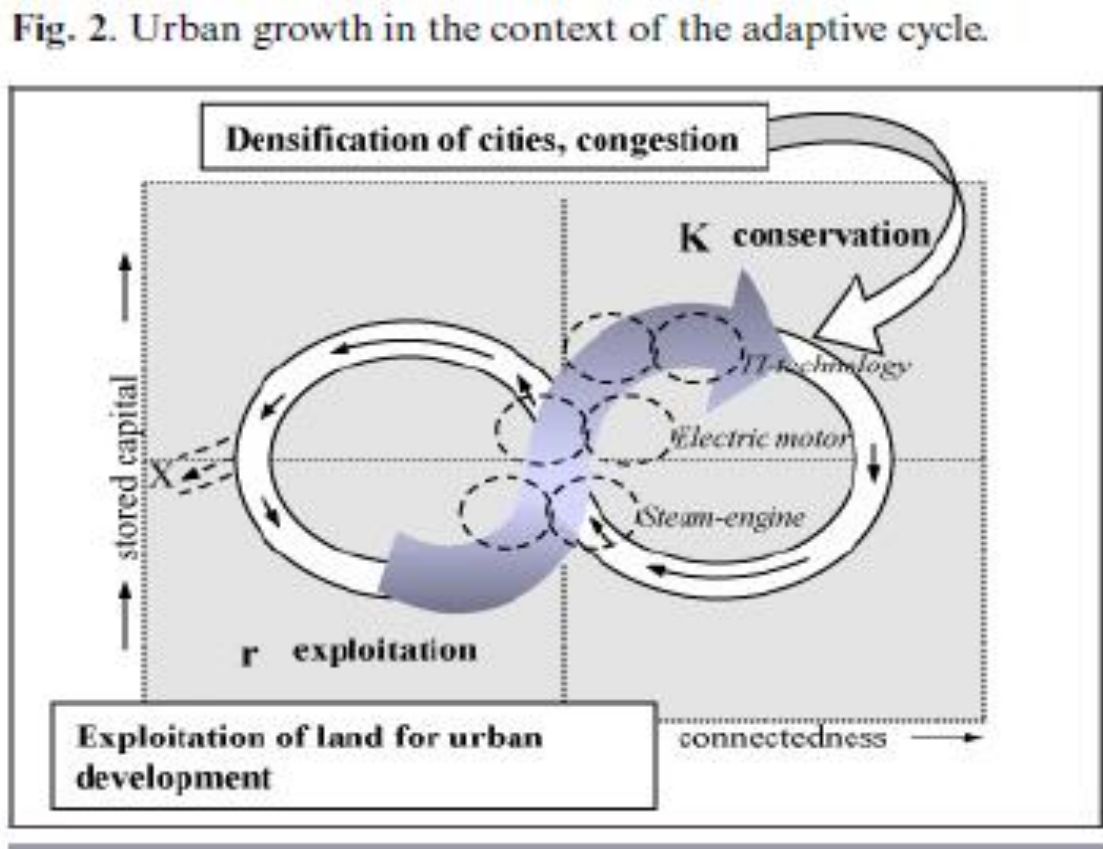 Fig. 2. Urban growth in the context of the adaptive cycle.
Densification of cities, congestion
K conservation
IT-technology
Electric motor
Steam-engine
stored capital
X
r exploitation
Exploitation of land for urban
development
connectedness